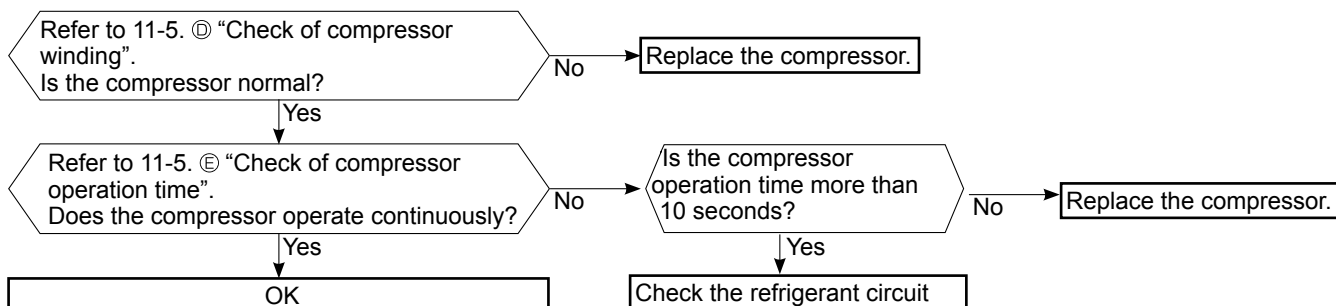 Refer to 11-5. Ⓓ “Check of compressor
winding”.
Is the compressor normal?
No
Replace the compressor.
Yes
Refer to 11-5. Ⓔ “Check of compressor
operation time”.
Does the compressor operate continuously?
No
Is the compressor
operation time more than
10 seconds?
No
Replace the compressor.
Yes
Yes
OK
Check the refrigerant circuit